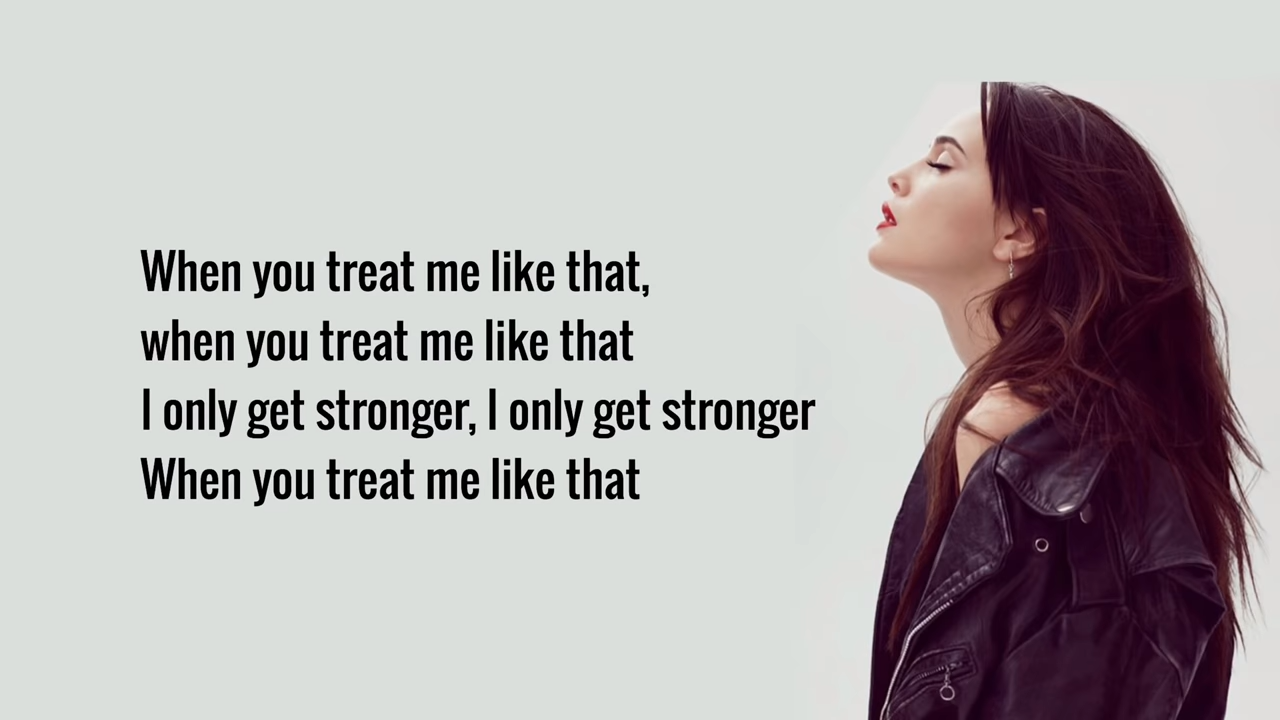 When you treat me like that,
when you treat me like that
I only get stronger, I only get stronger
When you treat me like that